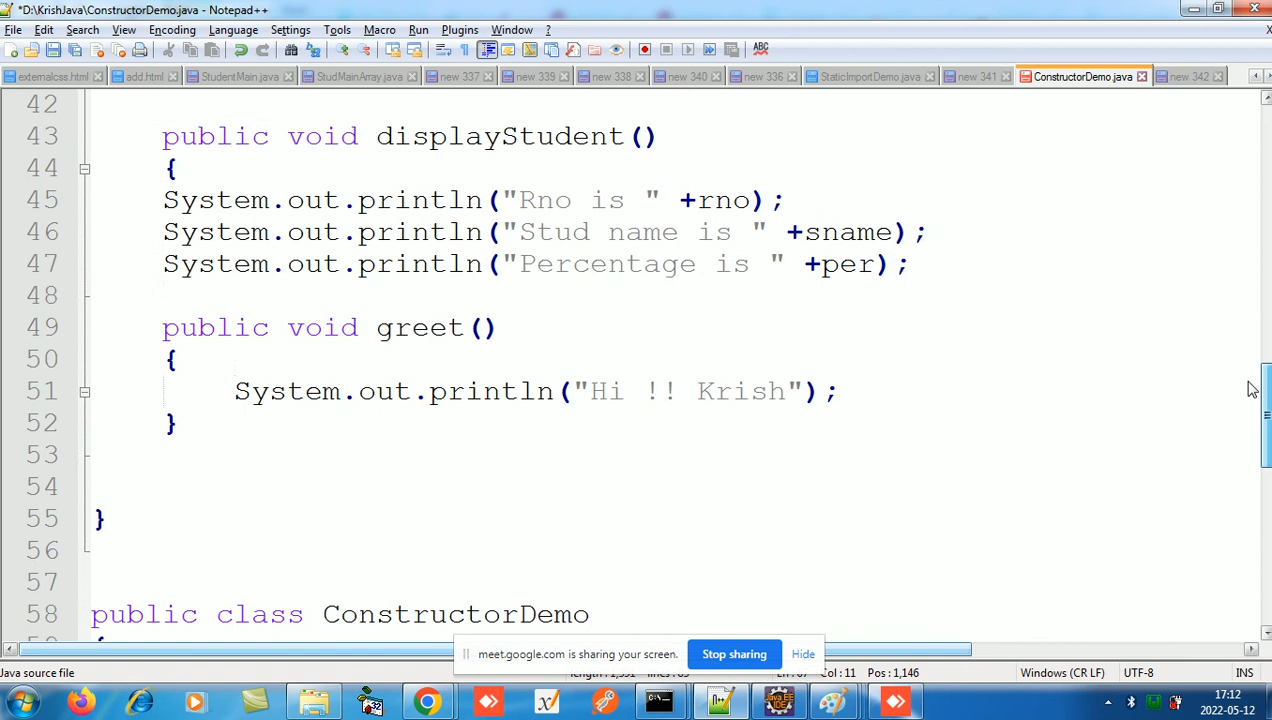 *D:\KrishJava\ConstructorDemo.java - Notepad++
File Edit Search View Encoding Language Settings Tools Macro Run Plugins Window ?
externalcss.html add.html StudentMain.java StudMainArray.java new 337 new 339 new 338 new 340 new 336 StaticImportDemo.java new 341 ConstructorDemo.java new 342
42
43 public void displayStudent()
44 {
45 System.out.println("Rno is " +rno);
46 System.out.println("Stud name is " +sname);
47 System.out.println("Percentage is " +per);
48
49 public void greet()
50 {
51 System.out.println("Hi !! Krish");
52 }
53
54
55 }
56
57
58 public class ConstructorDemo
{
meet.google.com is sharing your screen. Stop sharing Hide
Java source file Col : 11 Pos : 1,146 Windows (CR LF) UTF-8 INS
17:12
2022-05-12